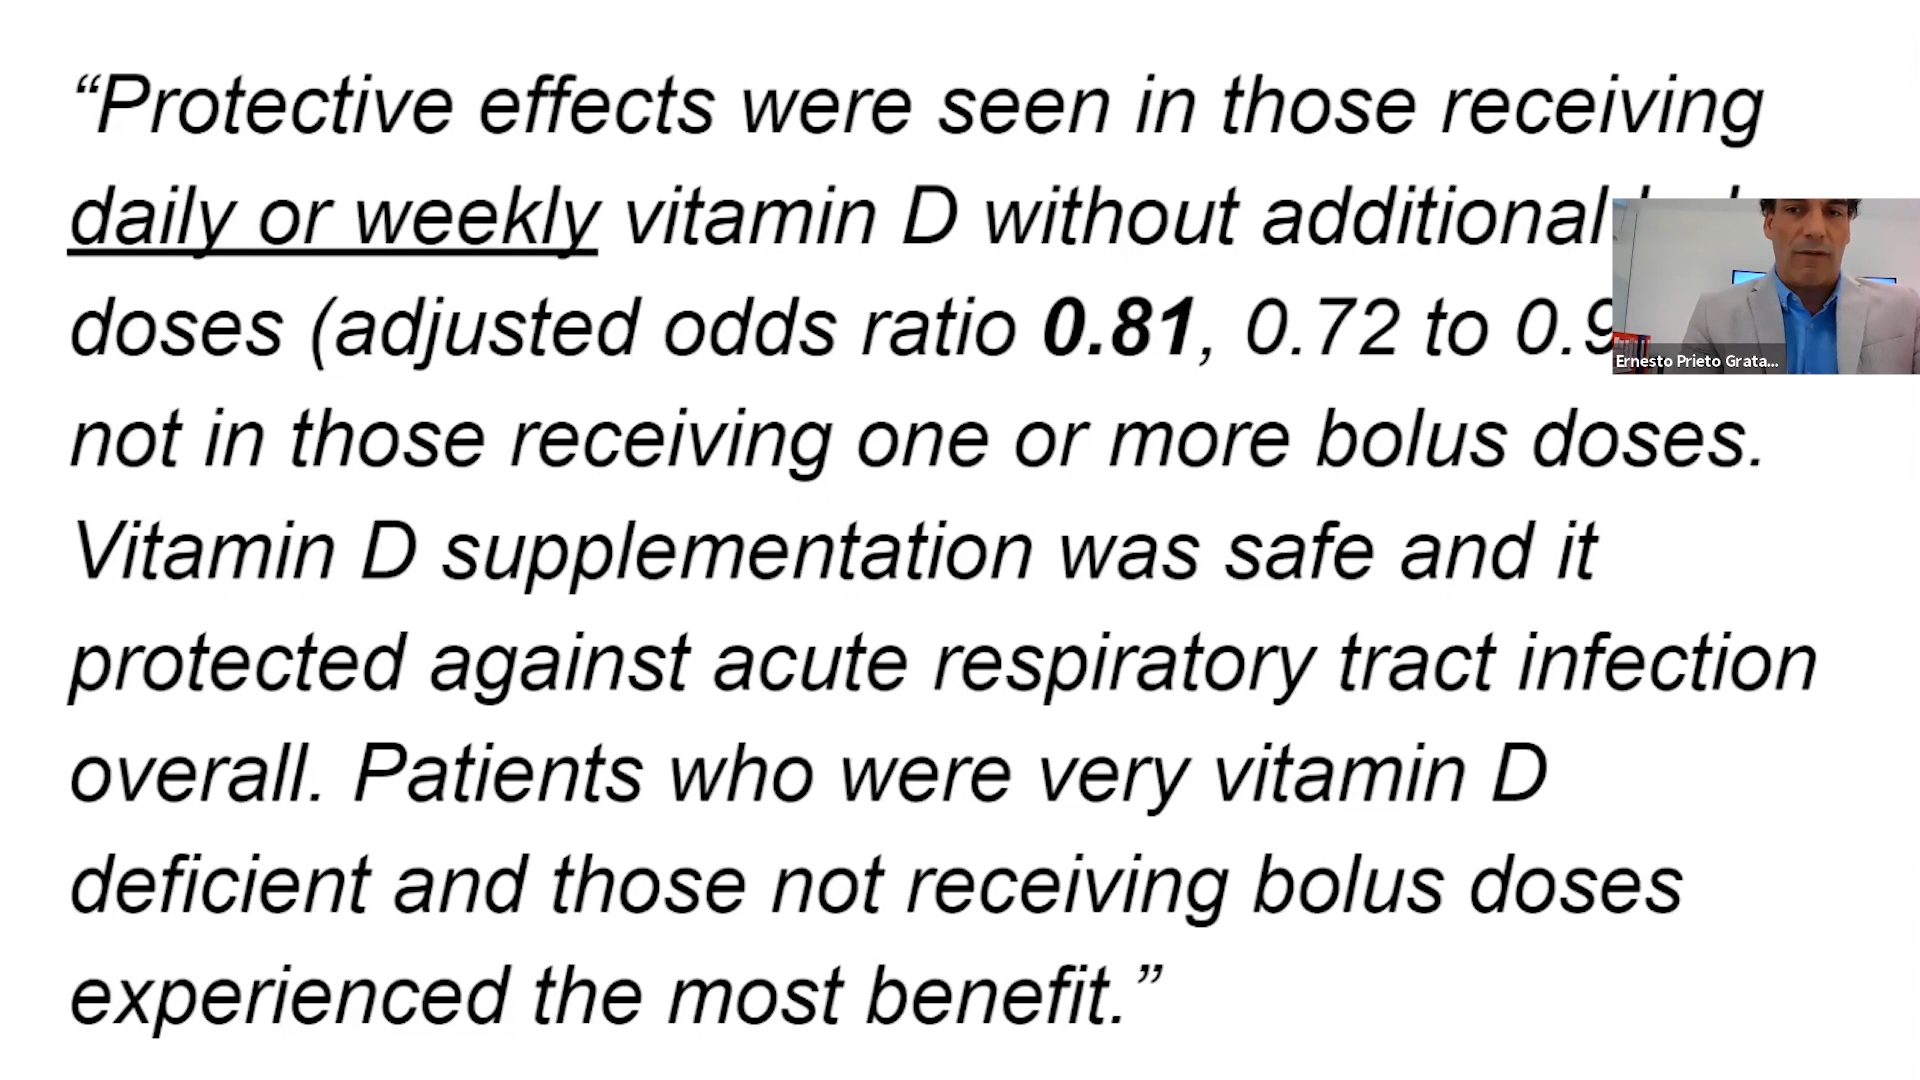 “Protective effects were seen in those receiving
daily or weekly vitamin D without additional
doses (adjusted odds ratio 0.81, 0.72 to 0.9
not in those receiving one or more bolus doses.
Vitamin D supplementation was safe and it
protected against acute respiratory tract infection
overall. Patients who were very vitamin D
deficient and those not receiving bolus doses
experienced the most benefit.”
Ernesto Prieto Grata...